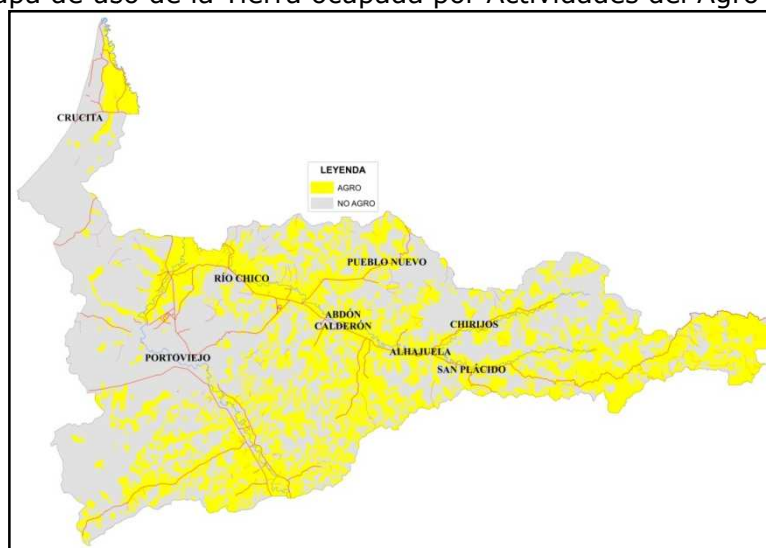 apa de uso de la Tierra ocupada por Actividades del Agro
CRUCITA
LEYENDA
AGRO
NO AGRO
PUEBLO NUEVO
RÍO CHICO
ABDÓN
CALDERÓN
CHIRIJOS
ALHAJUELA
PORTOVIEJO
SAN PLÁCIDO